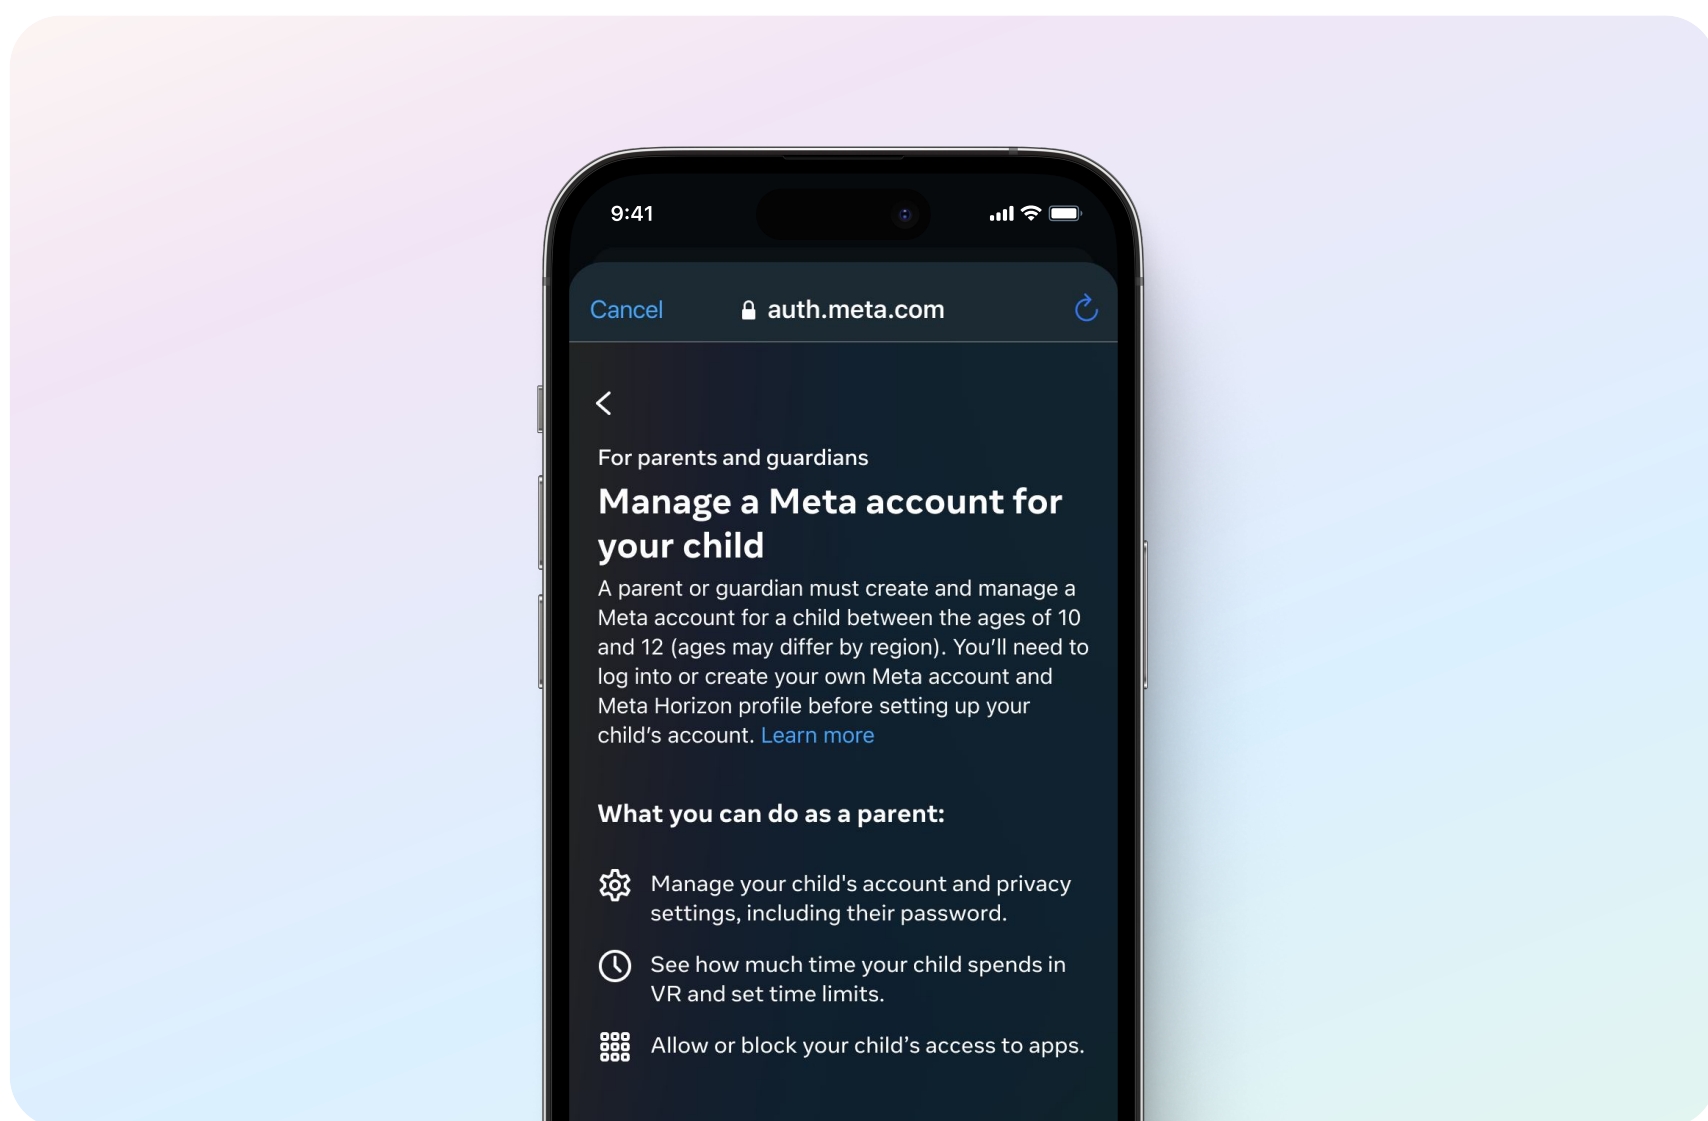 9:41
Cancel
auth.meta.com
For parents and guardians
Manage a Meta account for
your child
A parent or guardian must create and manage a
Meta account for a child between the ages of 10
and 12 (ages may differ by region). You’ll need to
log into or create your own Meta account and
Meta Horizon profile before setting up your
child’s account. Learn more
What you can do as a parent:
Manage your child's account and privacy
settings, including their password.
See how much time your child spends in
VR and set time limits.
Allow or block your child’s access to apps.